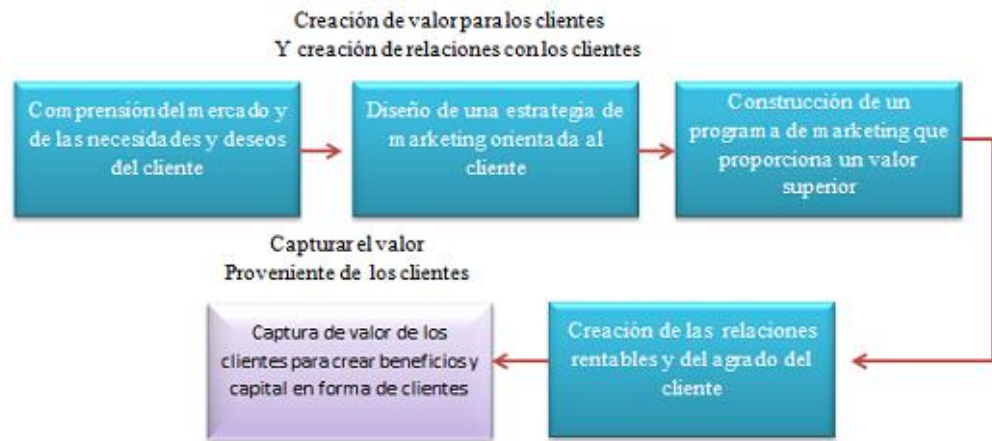 Creación de valor para los clientes
Y creación de relaciones con los clientes
Comprensión del mercado y
de las necesidades y deseos
del cliente
Diseño de una estrategia de
marketing orientada al
cliente
Construcción de un
programa de marketing que
proporciona un valor
superior
Capturar el valor
Proveniente de los clientes
Captura de valor de los
clientes para crear beneficios y
capital en forma de clientes
Creación de las relaciones
rentables y del agrado del
cliente